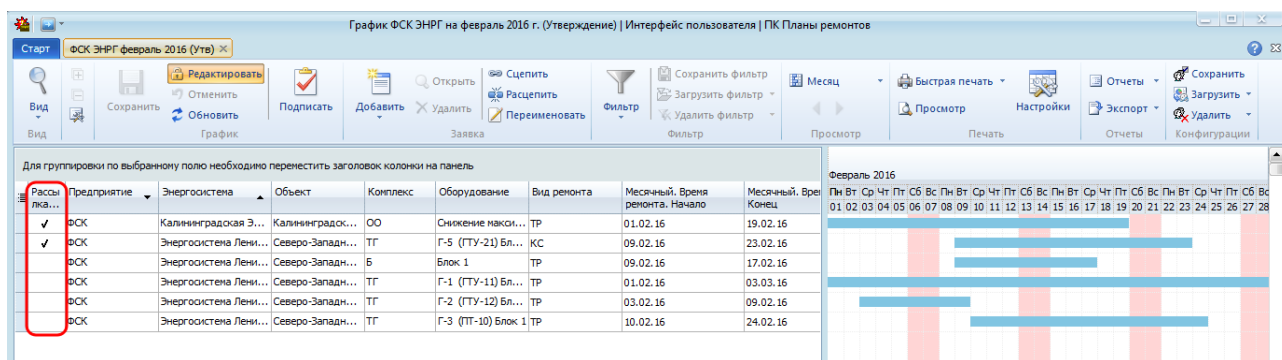 График ФСК ЭНРГ на февраль 2016 г. (Утверждение) | Интерфейс пользователя | ПК Планы ремонтов
Старт ФСК ЭНРГ февраль 2016 (Утв)
Вид
Сохранить
Редактировать
Отменить
Обновить
Подписать
Добавить
Открыть
Удалить
Сцепить
Расцепить
Переименовать
Фильтр
Сохранить фильтр
Загрузить фильтр
Удалить фильтр
Месяц
Быстрая печать
Просмотр
Настройки
Отчеты
Экспорт
Сохранить
Загрузить
Удалить
Вид График Заявка Фильтр Просмотр Печать Отчеты Конфигурации
Для группировки по выбранному полю необходимо переместить заголовок колонки на панель
Февраль 2016
Рассы лка... Предприятие Энергосистема Объект Комплекс Оборудование Вид ремонта Месячный. Время ремонта. Начало Месячный. Врем Конец
Пн Вт Ср Чт Пт Сб Вс Пн Вт Ср Чт Пт Сб Вс Пн Вт Ср Чт Пт Сб Вс Пн Вт Ср Чт Пт Сб Вс
01 02 03 04 05 06 07 08 09 10 11 12 13 14 15 16 17 18 19 20 21 22 23 24 25 26 27 28
✓ ФСК Калининградская Э... Калининградск... ОО Снижение макси... ТР 01.02.16 19.02.16
✓ ФСК Энергосистема Лени... Северо-Западн... ТГ Г-5 (ГТУ-21) Бл... КС 09.02.16 23.02.16
ФСК Энергосистема Лени... Северо-Западн... Б Блок 1 ТР 09.02.16 17.02.16
ФСК Энергосистема Лени... Северо-Западн... ТГ Г-1 (ГТУ-11) Бл... ТР 01.02.16 03.03.16
ФСК Энергосистема Лени... Северо-Западн... ТГ Г-2 (ГТУ-12) Бл... ТР 03.02.16 09.02.16
ФСК Энергосистема Лени... Северо-Западн... ТГ Г-3 (ПТ-10) Блок 1 ТР 10.02.16 24.02.16